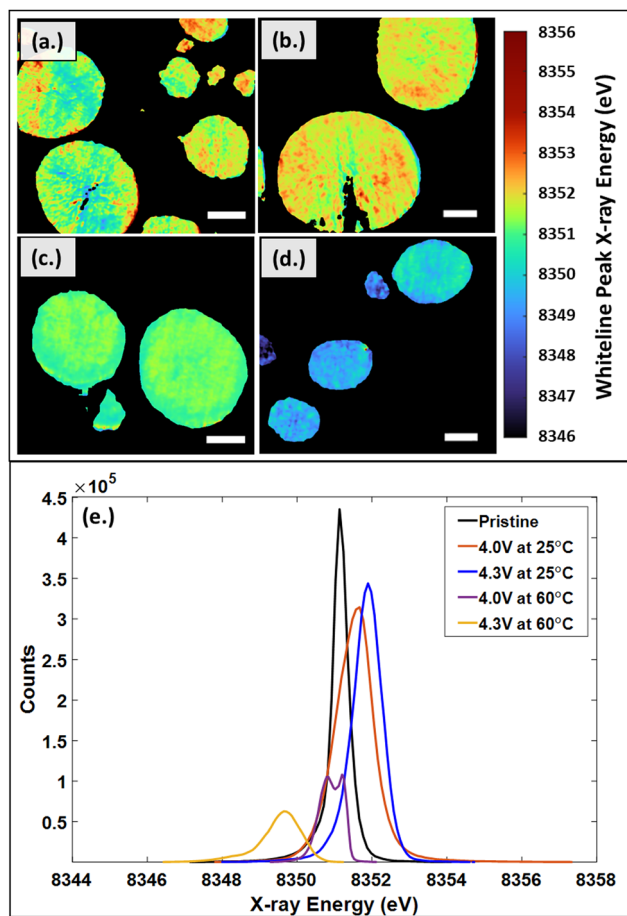 (a.)
(b.)
(c.)
(d.)
8356
8355
8354
8353
8352
8351
8350
8349
8348
8347
8346
Whiteline Peak X-ray Energy (eV)
(e.)
×10⁵
4.5
4
3.5
3
2.5
2
1.5
1
0.5
Counts
Pristine
4.0V at 25°C
4.3V at 25°C
4.0V at 60°C
4.3V at 60°C
8344 8346 8348 8350 8352 8354 8356 8358
X-ray Energy (eV)